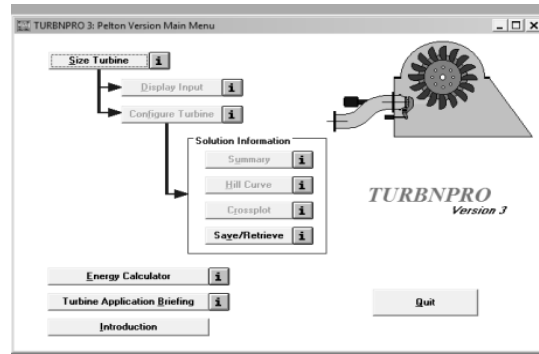 TURBNPRO 3: Pelton Version Main Menu
Size Turbine i
Display Input i
Configure Turbine i
Solution Information
Summary i
Hill Curve i
Crossplot i
Save/Retrieve i
TURBNPRO
Version 3
Energy Calculator i
Turbine Application Briefing i
Introduction
Quit